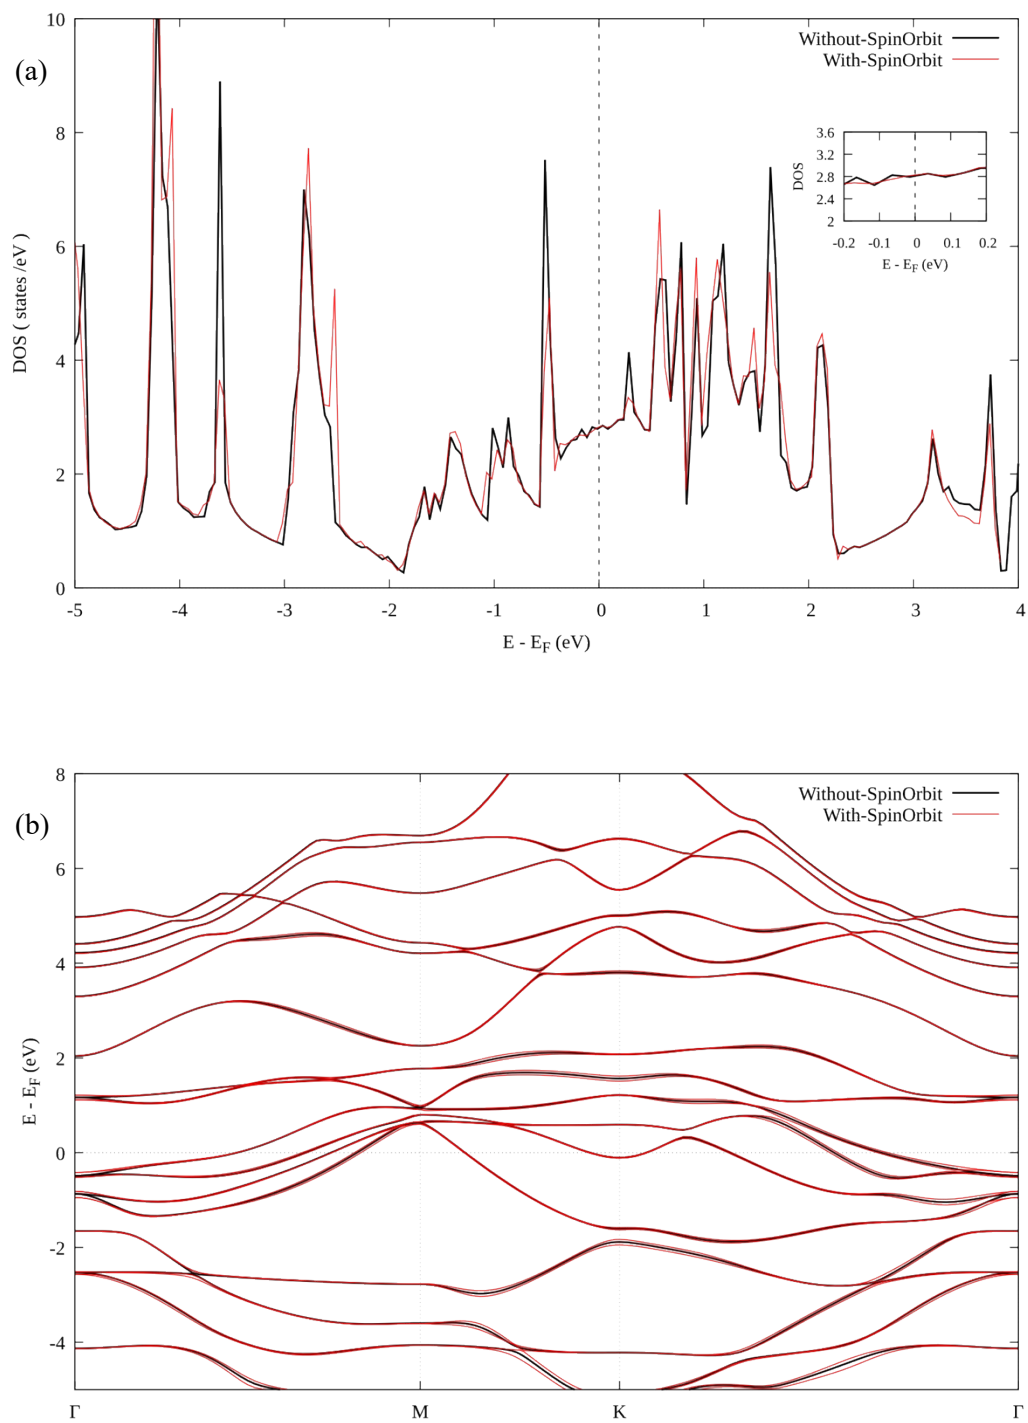 (a)
10
8
6
4
2
0
DOS ( states /eV )
Without-SpinOrbit
With-SpinOrbit
3.6
3.2
2.8
2.4
2
DOS
-0.2 -0.1 0 0.1 0.2
E - EF (eV)
-5 -4 -3 -2 -1 0 1 2 3 4
E - EF (eV)
(b)
8
6
4
2
0
-2
-4
E - EF (eV)
Without-SpinOrbit
With-SpinOrbit
Γ M K Γ